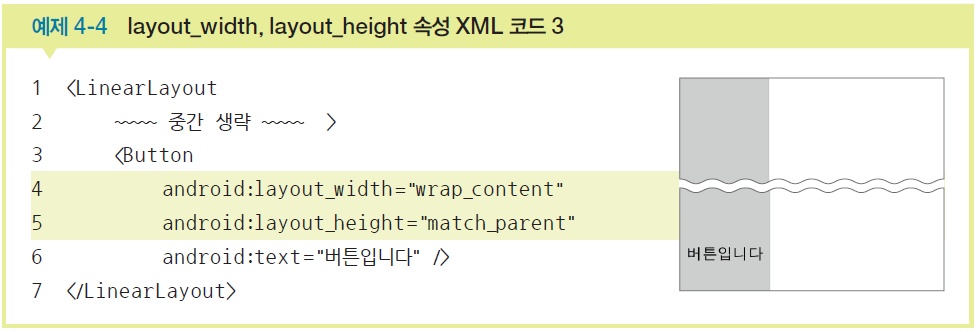 예제 4-4 layout_width, layout_height 속성 XML 코드 3
1 <LinearLayout
2 ~~~~~ 중간 생략 ~~~~~ >
3 <Button
4 android:layout_width="wrap_content"
5 android:layout_height="match_parent"
6 android:text="버튼입니다" />
7 </LinearLayout>
버튼입니다